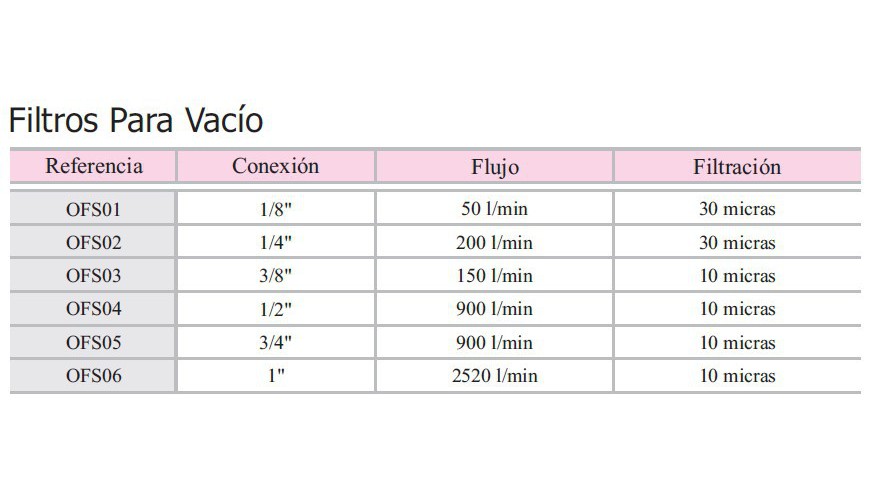 Filtros Para Vacío
Referencia Conexión Flujo Filtración
OFS01 1/8" 50 l/min 30 micras
OFS02 1/4" 200 l/min 30 micras
OFS03 3/8" 150 l/min 10 micras
OFS04 1/2" 900 l/min 10 micras
OFS05 3/4" 900 l/min 10 micras
OFS06 1" 2520 l/min 10 micras